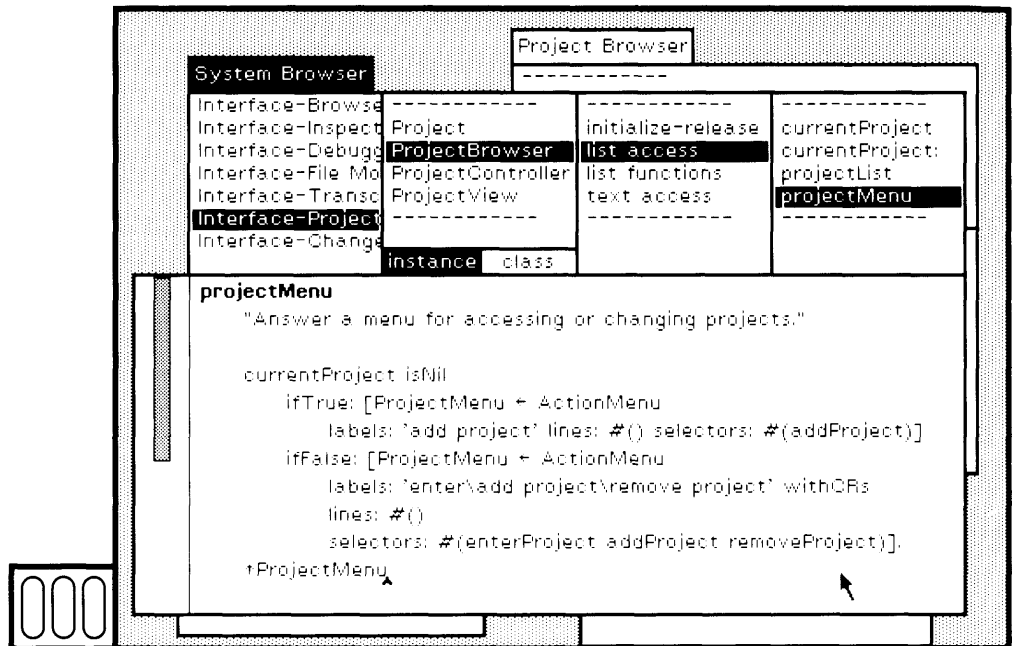 Project Browser
------------
System Browser
Interface-Browse
Interface-Inspect
Interface-Debugg
Interface-File Mo
Interface-Transc
Interface-Project
Interface-Change
------------
Project
ProjectBrowser
ProjectController
ProjectView
------------
instance class
------------
initialize-release
list access
list functions
text access
------------
------------
currentProject
currentProject:
projectList
projectMenu
------------
projectMenu
"Answer a menu for accessing or changing projects."
currentProject isNil
ifTrue: [ProjectMenu ← ActionMenu
labels: 'add project' lines: #() selectors: #(addProject)]
ifFalse: [ProjectMenu ← ActionMenu
labels: 'enter\add project\remove project' withCRs
lines: #()
selectors: #(enterProject addProject removeProject)].
↑ProjectMenu